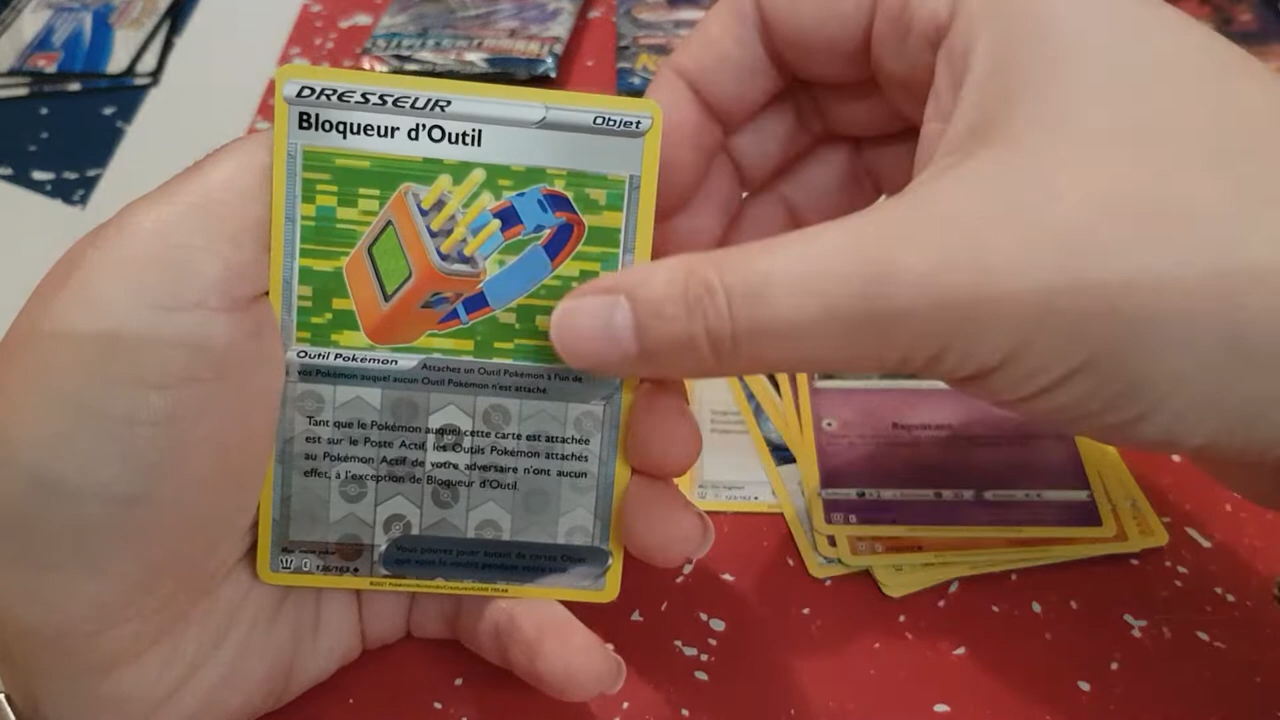 DRESSEUR
Objet
Bloqueur d'Outil
Outil Pokémon
Attachez un Outil Pokémon à l'un de
vos Pokémon auquel aucun Outil Pokémon n'est attaché.
Tant que le Pokémon auquel cette carte est attachée
est sur le Poste Actif, les Outils Pokémon attachés
au Pokémon Actif de votre adversaire n'ont aucun
effet, à l'exception de Bloqueur d'Outil.
Vous pouvez jouer autant de cartes Objet
que vous le voulez pendant votre tour.
136/163
©2021 Pokémon/Nintendo/Creatures/GAME FREAK
123/163